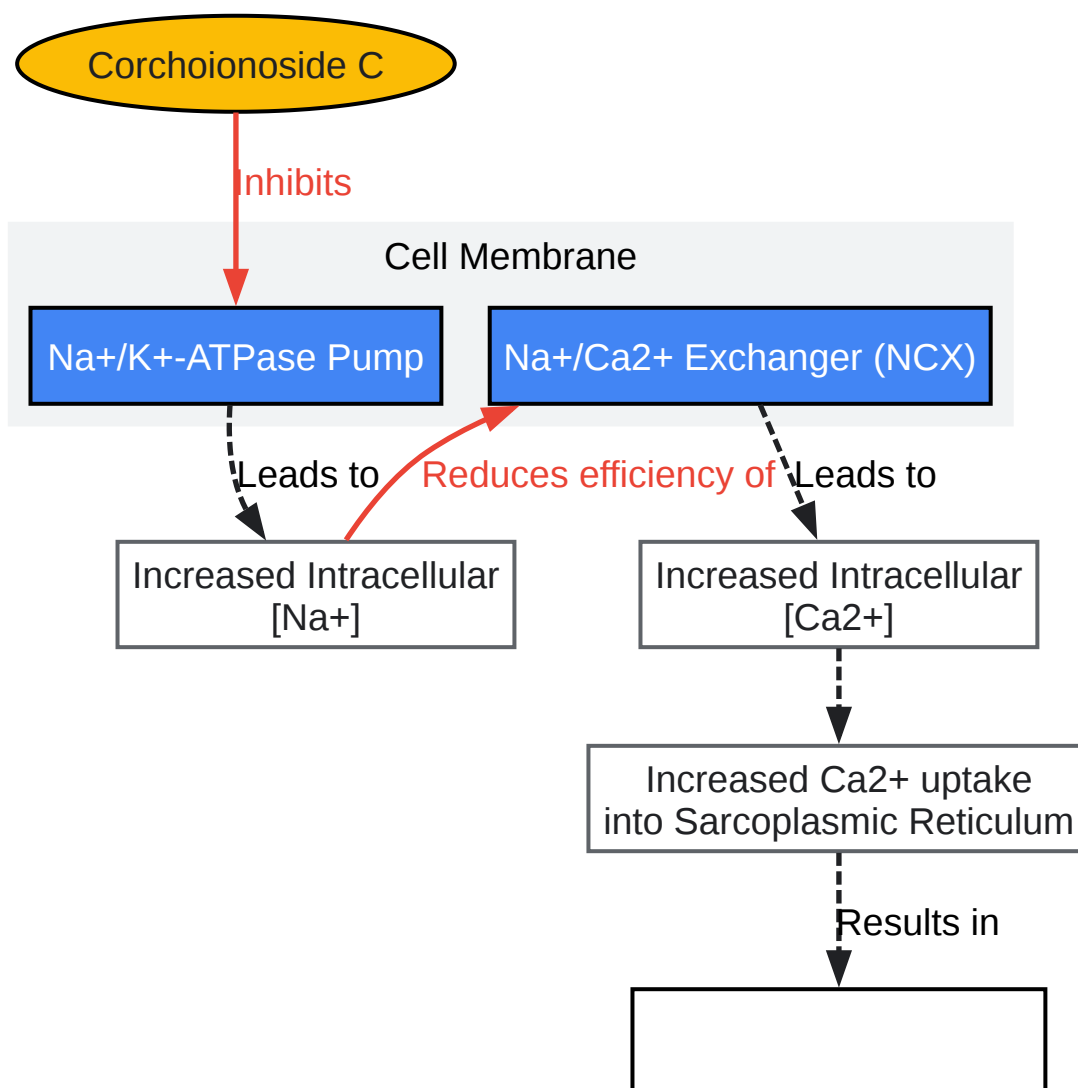 Corchoionoside C
Inhibits
Cell Membrane
Na+/K+-ATPase Pump
Na+/Ca2+ Exchanger (NCX)
Leads to
Reduces efficiency of
Leads to
Increased Intracellular
[Na+]
Increased Intracellular
[Ca2+]
Increased Ca2+ uptake
into Sarcoplasmic Reticulum
Results in